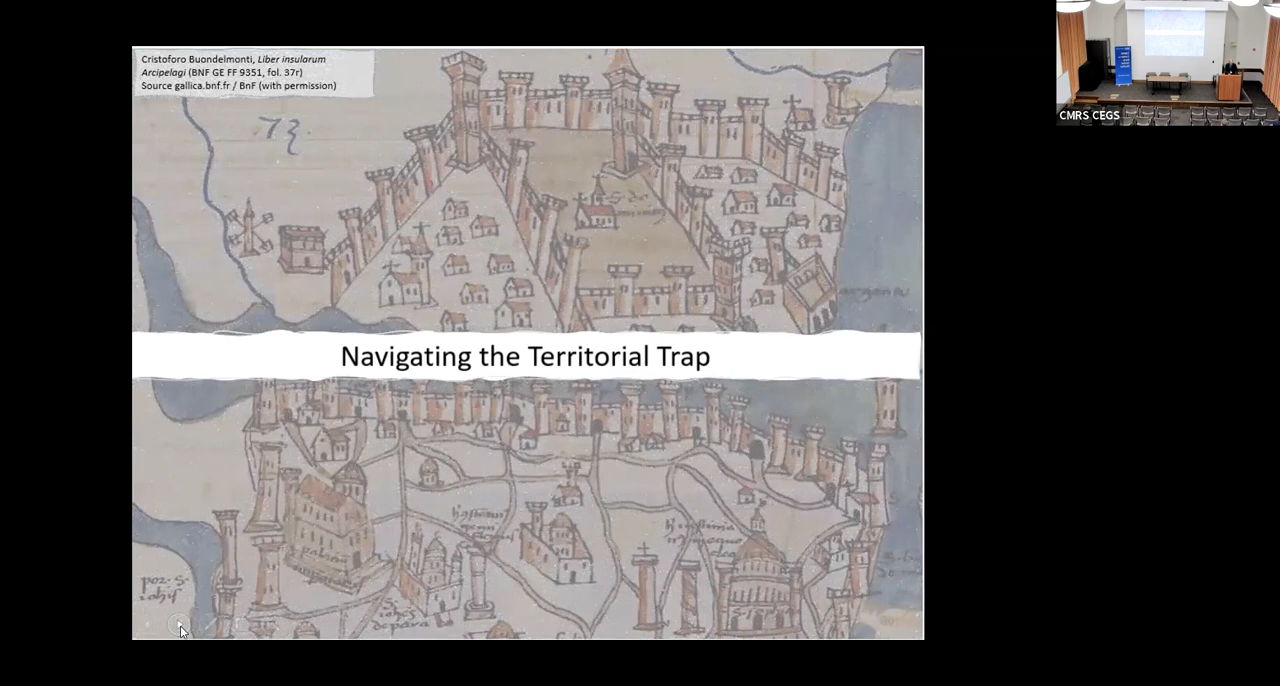 Cristoforo Buondelmonti, Liber insularum
Arcipelagi (BNF GE FF 9351, fol. 37r)
Source gallica.bnf.fr / BnF (with permission)
73.
Navigating the Territorial Trap
CMRS CEGS